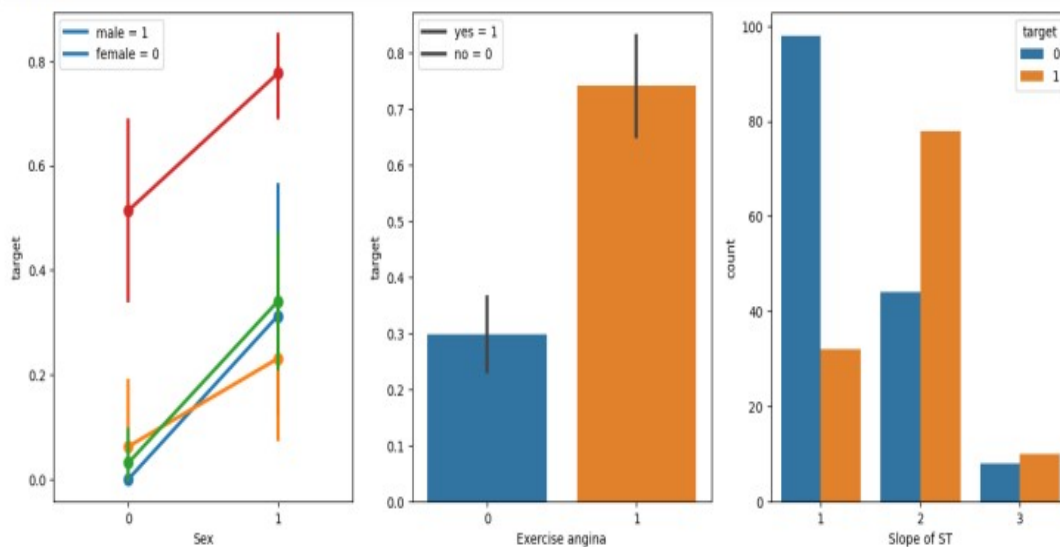 male = 1
female = 0
0.8
0.6
0.4
0.2
0.0
target
0
1
Sex
yes = 1
no = 0
0.8
0.7
0.6
0.5
0.4
0.3
0.2
0.1
0.0
target
0
1
Exercise angina
target
0
1
100
80
60
40
20
0
count
1
2
3
Slope of ST